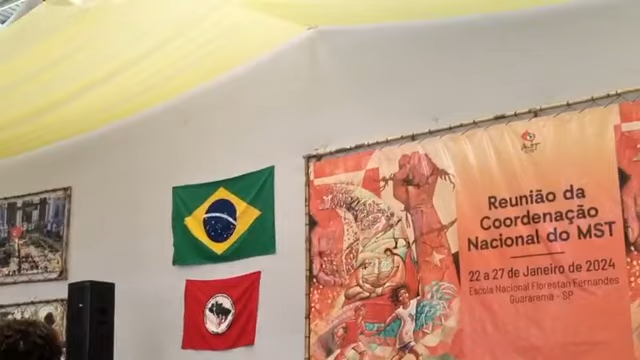 Reunião da
Coordenação
Nacional do MST
22 a 27 de Janeiro de 2024
Escola Nacional Florestan Fernandes
Guararema - SP